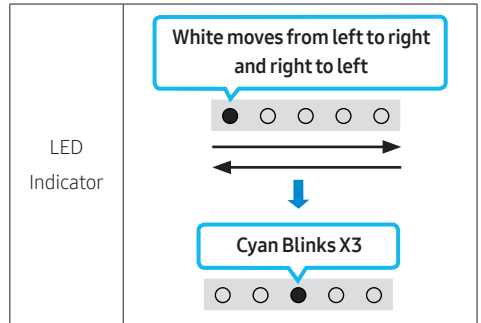 White moves from left to right
and right to left
LED
Indicator
Cyan Blinks X3